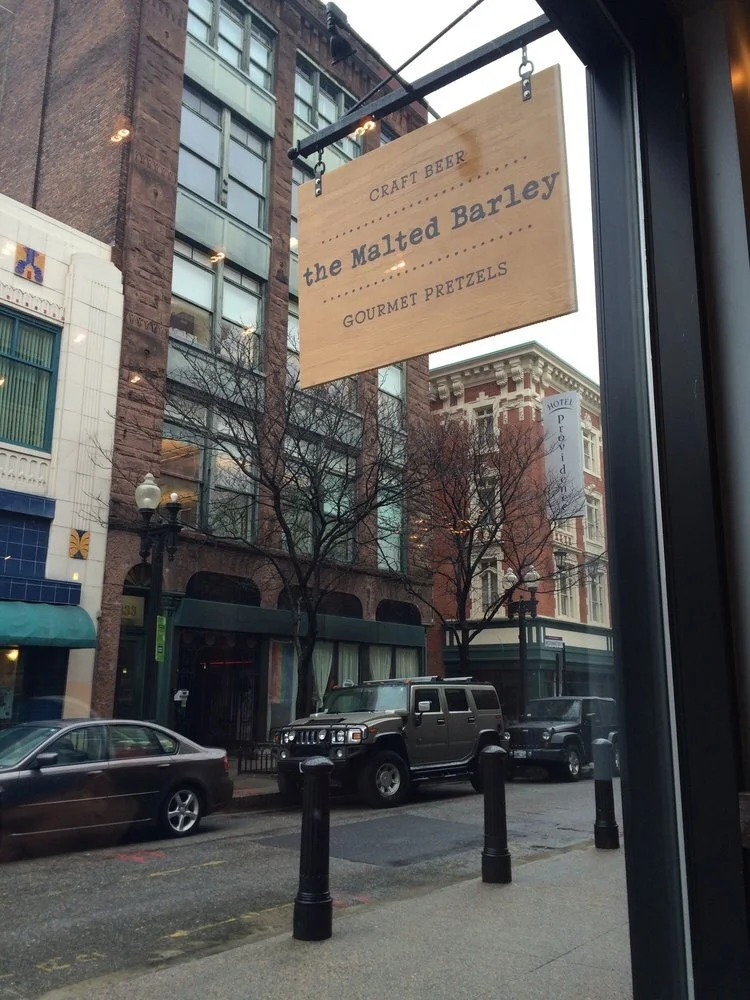 CRAFT BEER
the Malted Barley
GOURMET PRETZELS
HOTEL
Providence